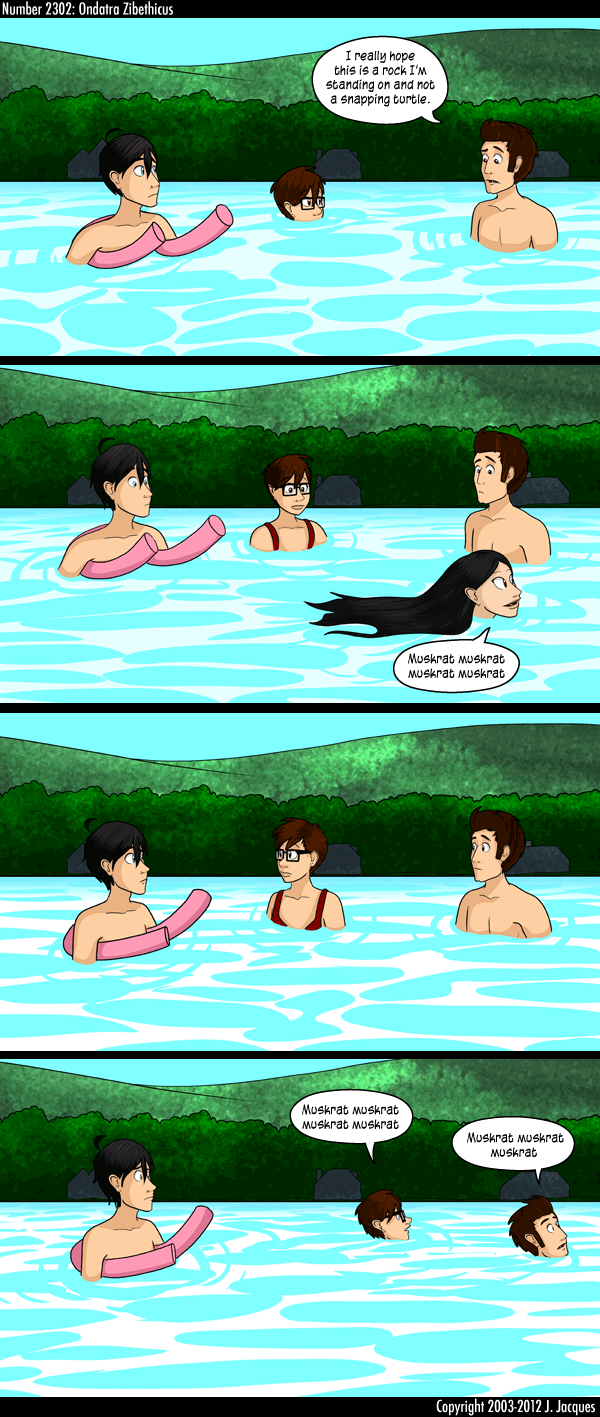 Number 2302: Ondatra Zibethicus
I really hope
this is a rock I'm
standing on and not
a snapping turtle.
Muskrat muskrat
muskrat muskrat
Muskrat muskrat
muskrat muskrat
Muskrat muskrat
muskrat
Copyright 2003-2012 J. Jacques